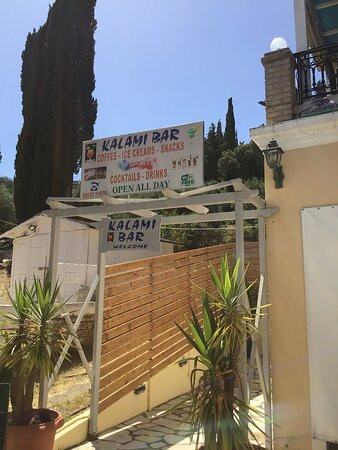 KALAMI BAR
COFFEE - ICE CREAMS - SNACKS
COCKTAILS - DRINKS
OPEN ALL DAY
KALAMI
BAR
WELCOME